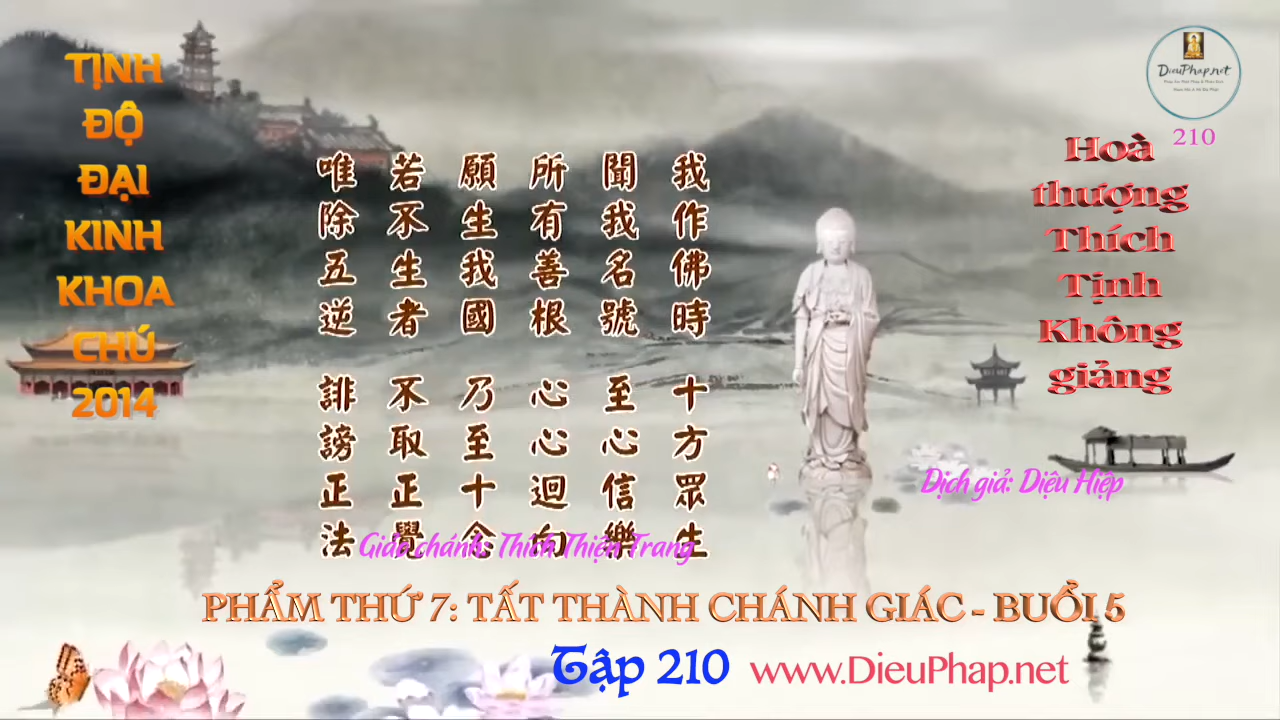 TỊNH
ĐỘ
ĐẠI
KINH
KHOA
CHÚ
2014
我作佛時 十方眾生
聞我名號 至心信樂
所有善根 心心迴向
願生我國 乃至十念
若不生者 不取正覺
唯除五逆 誹謗正法
DieuPhap.net
210
Hoà
thượng
Thích
Tịnh
Không
giảng
Dịch giả: Diệu Hiệp
Giảo chánh: Thích Thiện Trang
PHẨM THỨ 7: TẤT THÀNH CHÁNH GIÁC - BUỔI 5
Tập 210 www.DieuPhap.net